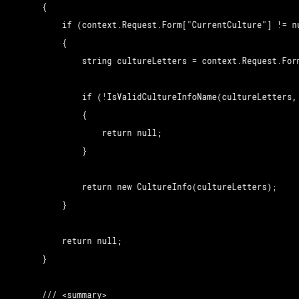 {
if (context.Request.Form["CurrentCulture"] != nu
{
string cultureLetters = context.Request.Form
if (!IsValidCultureInfoName(cultureLetters,
{
return null;
}
return new CultureInfo(cultureLetters);
}
return null;
}
/// <summary>